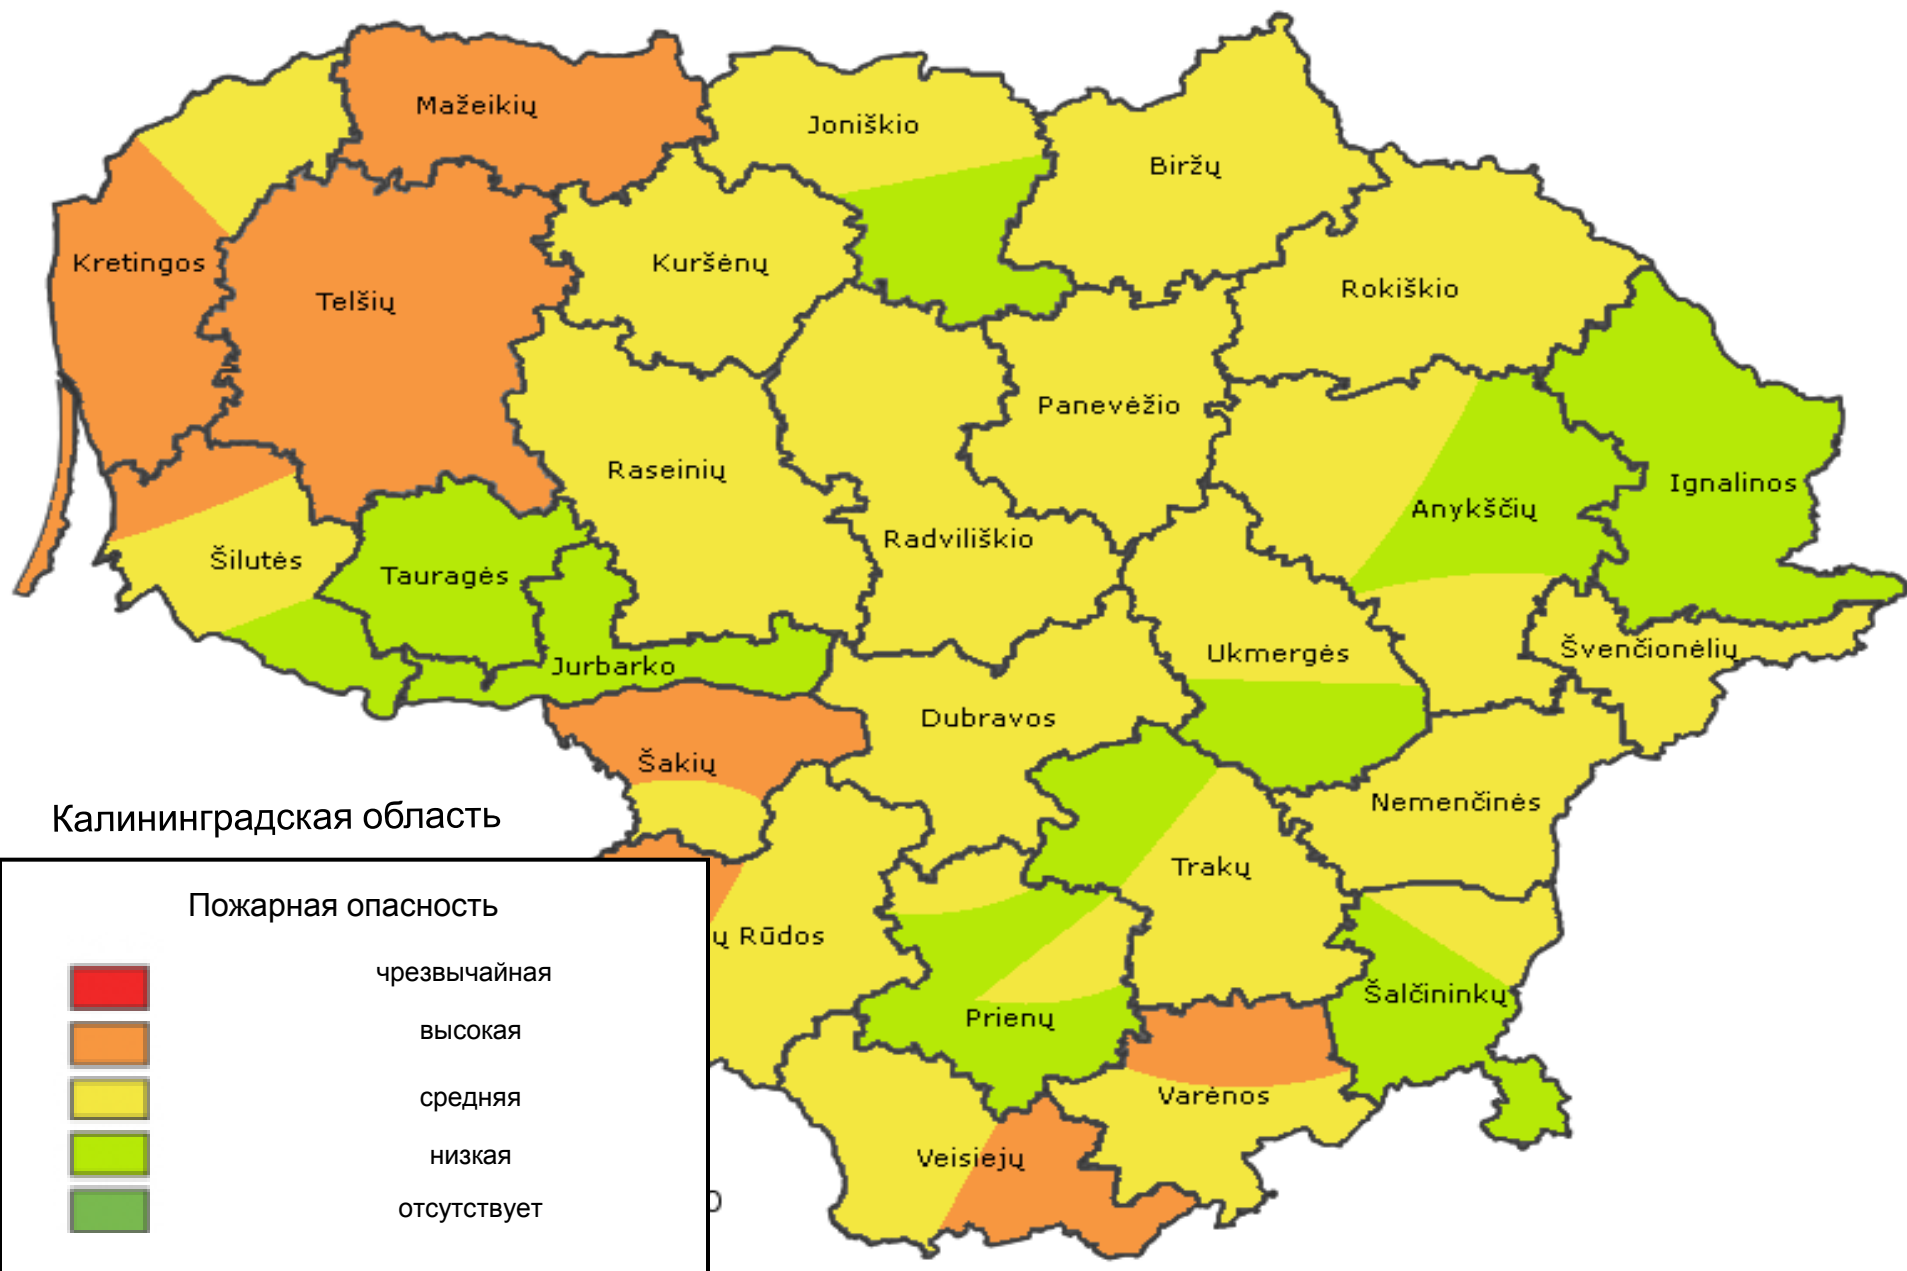 Mažeikių
Joniškio
Biržų
Kretingos
Telšių
Kuršėnų
Rokiškio
Panevėžio
Raseinių
Ignalinos
Anykščių
Radviliškio
Šilutės
Tauragės
Jurbarko
Ukmergės
Švenčionėlių
Dubravos
Šakių
Nemenčinės
Trakų
ų Rūdos
Šalčininkų
Prienų
Varėnos
Veisiejų
Калининградская область
Пожарная опасность
чрезвычайная
высокая
средняя
низкая
отсутствует